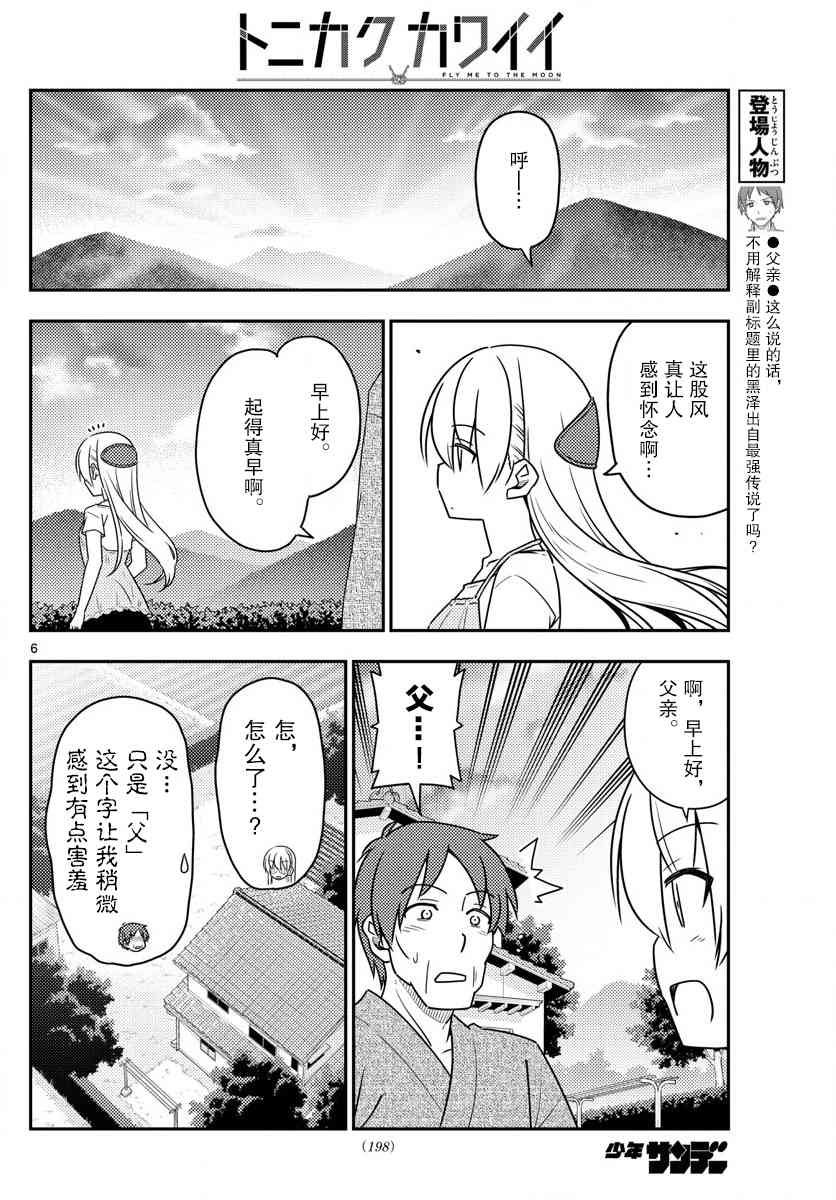 トニカクカワイイ
FLY ME TO THE MOON
登場人物
とうじょうじんぶつ
●父亲●这么说的话，
不用解释副标题里的黑泽出自最强传说了吗？
呼——…
这股风
真让人
感到怀念啊…
早上好。
起得真早啊。
6
啊，早上好，
父亲。
父…！
怎，
怎么了…？
没…
只是「父」
这个字让我稍微
感到有点害羞
(198)
少年サンデー